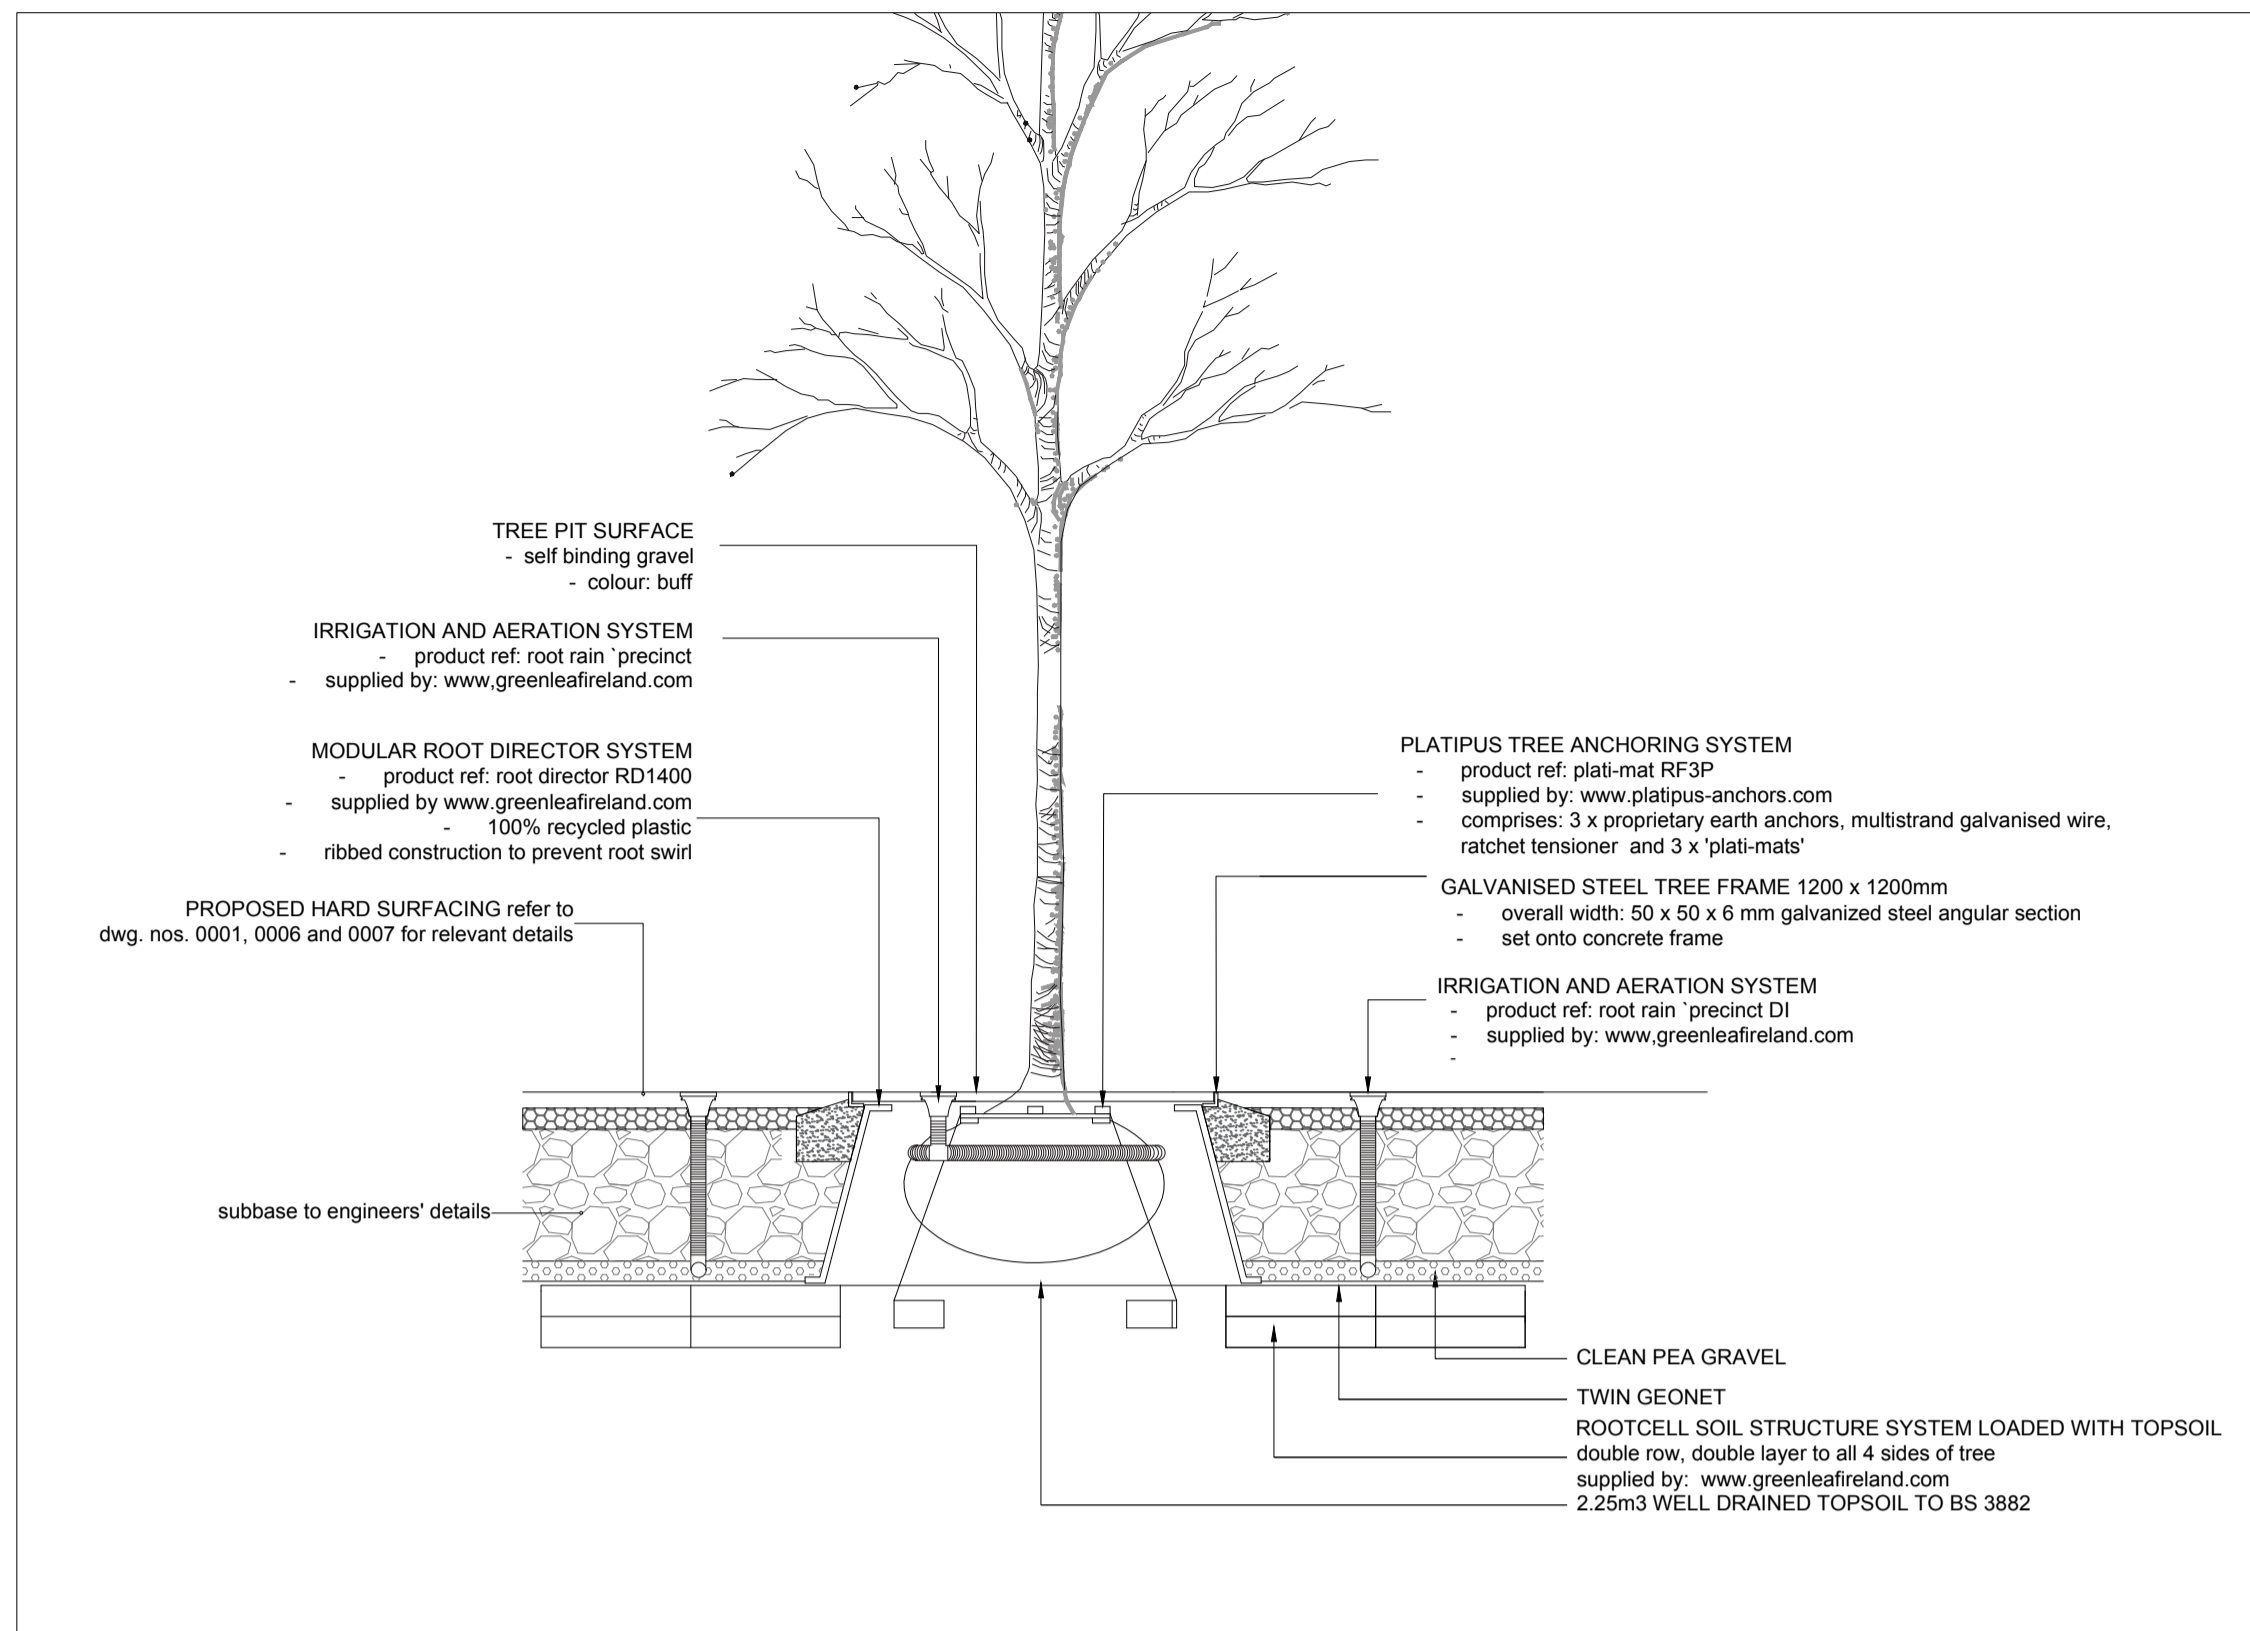 TREE PIT SURFACE
- self binding gravel
- colour: buff
IRRIGATION AND AERATION SYSTEM
- product ref: root rain `precinct
- supplied by: www,greenleafireland.com
MODULAR ROOT DIRECTOR SYSTEM
- product ref: root director RD1400
- supplied by www.greenleafireland.com
- 100% recycled plastic
- ribbed construction to prevent root swirl
PROPOSED HARD SURFACING refer to
dwg. nos. 0001, 0006 and 0007 for relevant details
subbase to engineers' details
PLATIPUS TREE ANCHORING SYSTEM
- product ref: plati-mat RF3P
- supplied by: www.platipus-anchors.com
- comprises: 3 x proprietary earth anchors, multistrand galvanised wire,
ratchet tensioner and 3 x 'plati-mats'
GALVANISED STEEL TREE FRAME 1200 x 1200mm
- overall width: 50 x 50 x 6 mm galvanized steel angular section
- set onto concrete frame
IRRIGATION AND AERATION SYSTEM
- product ref: root rain `precinct DI
- supplied by: www,greenleafireland.com
-
CLEAN PEA GRAVEL
TWIN GEONET
ROOTCELL SOIL STRUCTURE SYSTEM LOADED WITH TOPSOIL
double row, double layer to all 4 sides of tree
supplied by: www.greenleafireland.com
2.25m3 WELL DRAINED TOPSOIL TO BS 3882